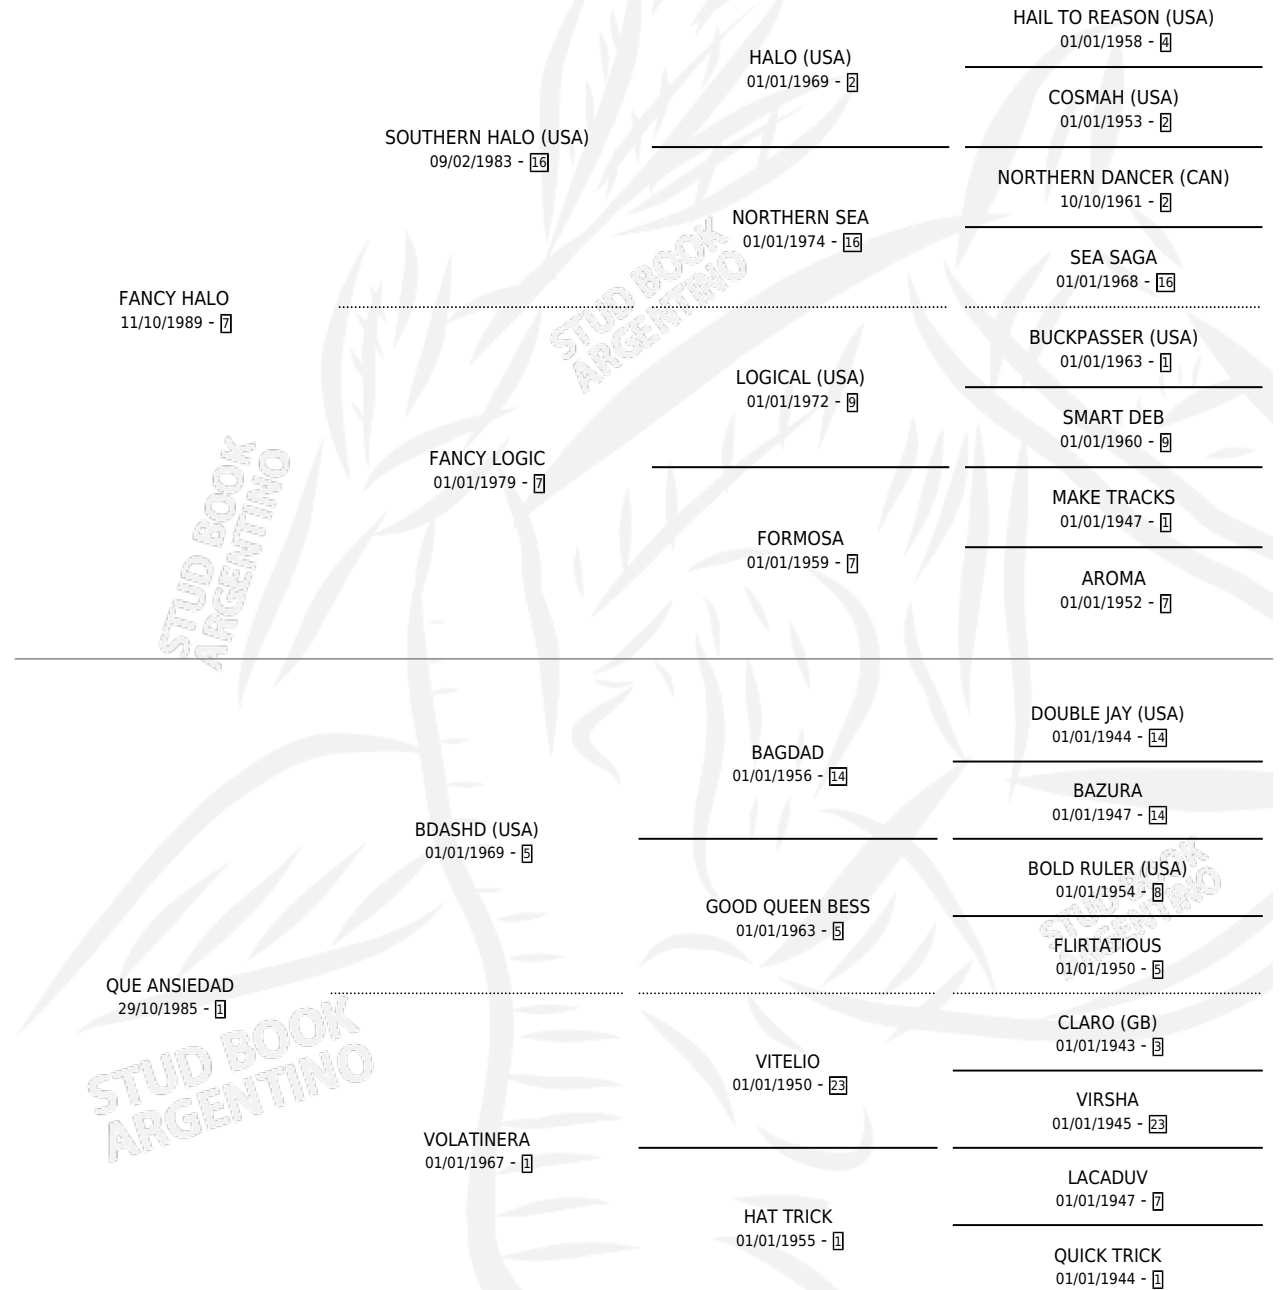 HAIL TO REASON (USA)
01/01/1958 - 4
HALO (USA)
01/01/1969 - 2
COSMAH (USA)
01/01/1953 - 2
SOUTHERN HALO (USA)
09/02/1983 - 16
NORTHERN DANCER (CAN)
10/10/1961 - 2
NORTHERN SEA
01/01/1974 - 16
SEA SAGA
01/01/1968 - 16
FANCY HALO
11/10/1989 - 7
STUD BOOK
ARGENTINO
BUCKPASSER (USA)
01/01/1963 - 1
LOGICAL (USA)
01/01/1972 - 9
SMART DEB
01/01/1960 - 9
FANCY LOGIC
01/01/1979 - 7
MAKE TRACKS
01/01/1947 - 1
FORMOSA
01/01/1959 - 7
AROMA
01/01/1952 - 7
STUD BOOK
ARGENTINO
DOUBLE JAY (USA)
01/01/1944 - 14
BAGDAD
01/01/1956 - 14
BAZURA
01/01/1947 - 14
BDASHD (USA)
01/01/1969 - 5
BOLD RULER (USA)
01/01/1954 - 8
GOOD QUEEN BESS
01/01/1963 - 5
STUD BOOK
ARGENTINO
FLIRTATIOUS
01/01/1950 - 5
QUE ANSIEDAD
29/10/1985 - 1
CLARO (GB)
01/01/1943 - 3
VITELIO
01/01/1950 - 23
STUD BOOK
ARGENTINO
VIRSHA
01/01/1945 - 23
VOLATINERA
01/01/1967 - 1
LACADUV
01/01/1947 - 7
HAT TRICK
01/01/1955 - 1
QUICK TRICK
01/01/1944 - 1